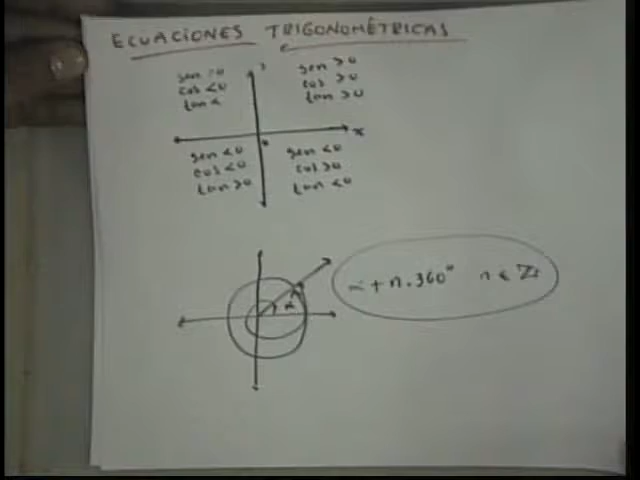 ECUACIONES TRIGONOMÉTRICAS
sen >0
cos <0
tan <
sen >0
cos >0
tan >0
x
sen <0
cos <0
tan >0
sen <0
cos >0
tan <0
α
α + n.360° n ∈ Z